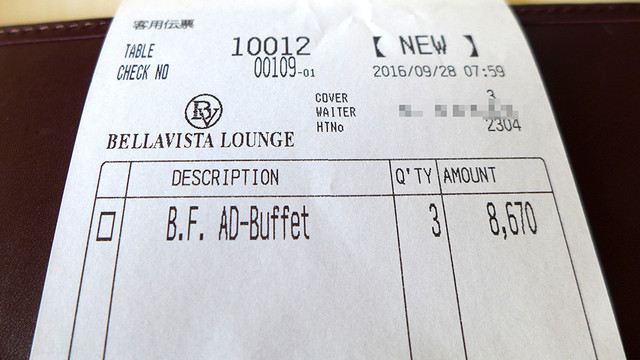 客用伝票
TABLE 10012 【 NEW 】
CHECK NO 00109-01 2016/09/28 07:59
BV
BELLAVISTA LOUNGE
COVER 3
WAITER
HTNo 2304
DESCRIPTION Q'TY AMOUNT
B.F. AD-Buffet 3 8,670